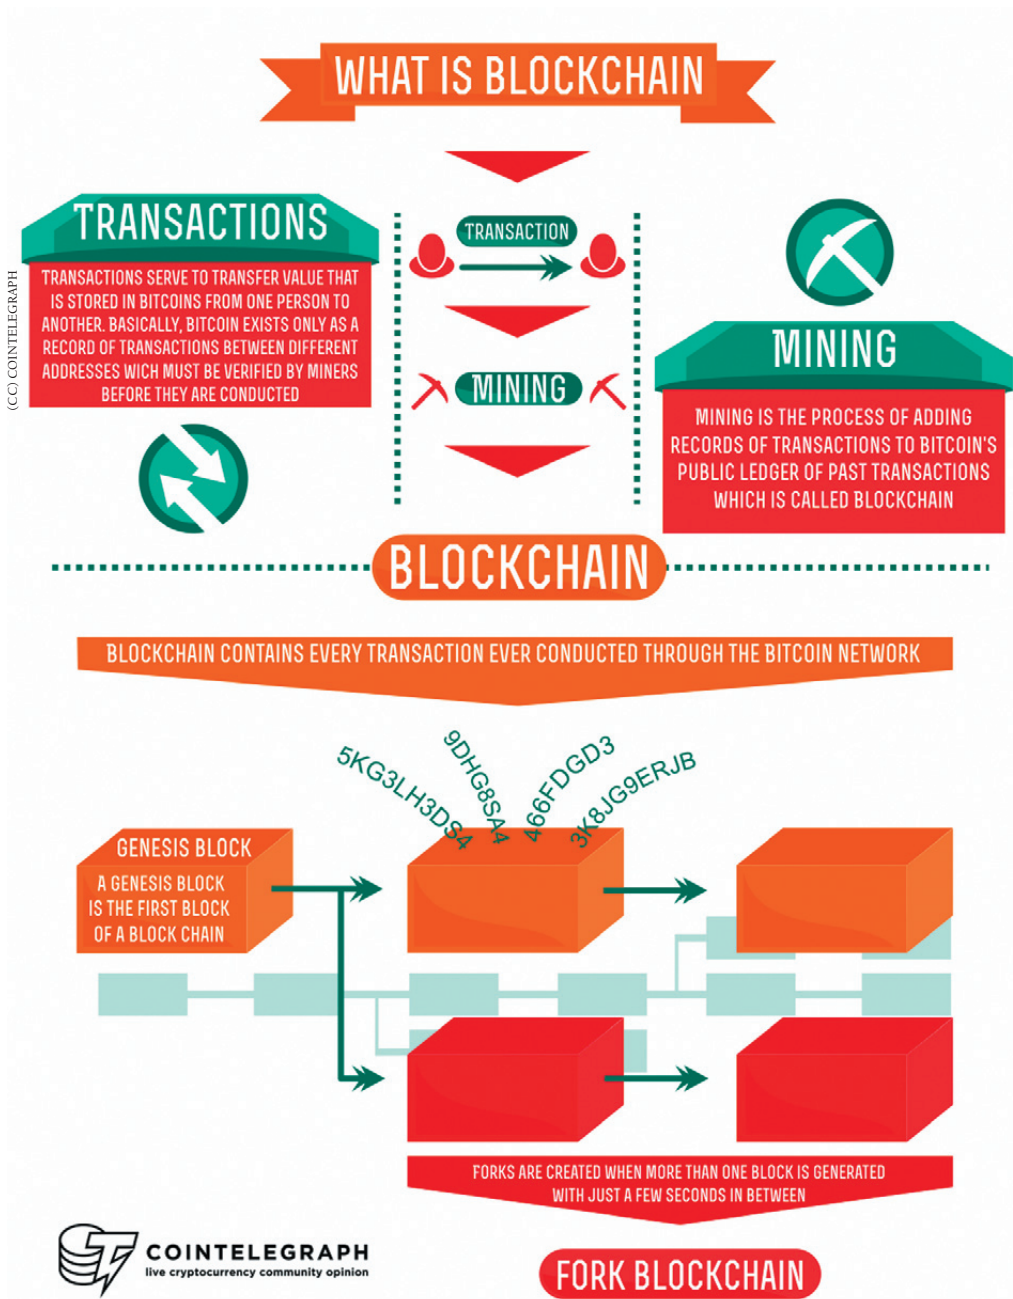 WHAT IS BLOCKCHAIN
TRANSACTIONS
TRANSACTIONS SERVE TO TRANSFER VALUE THAT
IS STORED IN BITCOINS FROM ONE PERSON TO
ANOTHER. BASICALLY, BITCOIN EXISTS ONLY AS A
RECORD OF TRANSACTIONS BETWEEN DIFFERENT
ADDRESSES WICH MUST BE VERIFIED BY MINERS
BEFORE THEY ARE CONDUCTED
(CC) COINTELEGRAPH
TRANSACTION
MINING
MINING
MINING IS THE PROCESS OF ADDING
RECORDS OF TRANSACTIONS TO BITCOIN'S
PUBLIC LEDGER OF PAST TRANSACTIONS
WHICH IS CALLED BLOCKCHAIN
BLOCKCHAIN
BLOCKCHAIN CONTAINS EVERY TRANSACTION EVER CONDUCTED THROUGH THE BITCOIN NETWORK
5KG3LH3DS4
9DHG8SA4
466FDGD3
3K8JG9ERJB
GENESIS BLOCK
A GENESIS BLOCK
IS THE FIRST BLOCK
OF A BLOCK CHAIN
FORKS ARE CREATED WHEN MORE THAN ONE BLOCK IS GENERATED
WITH JUST A FEW SECONDS IN BETWEEN
COINTELEGRAPH
live cryptocurrency community opinion
FORK BLOCKCHAIN